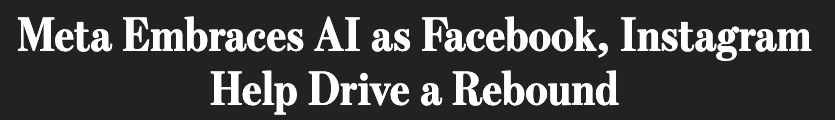 Meta Embraces AI as Facebook, Instagram
Help Drive a Rebound